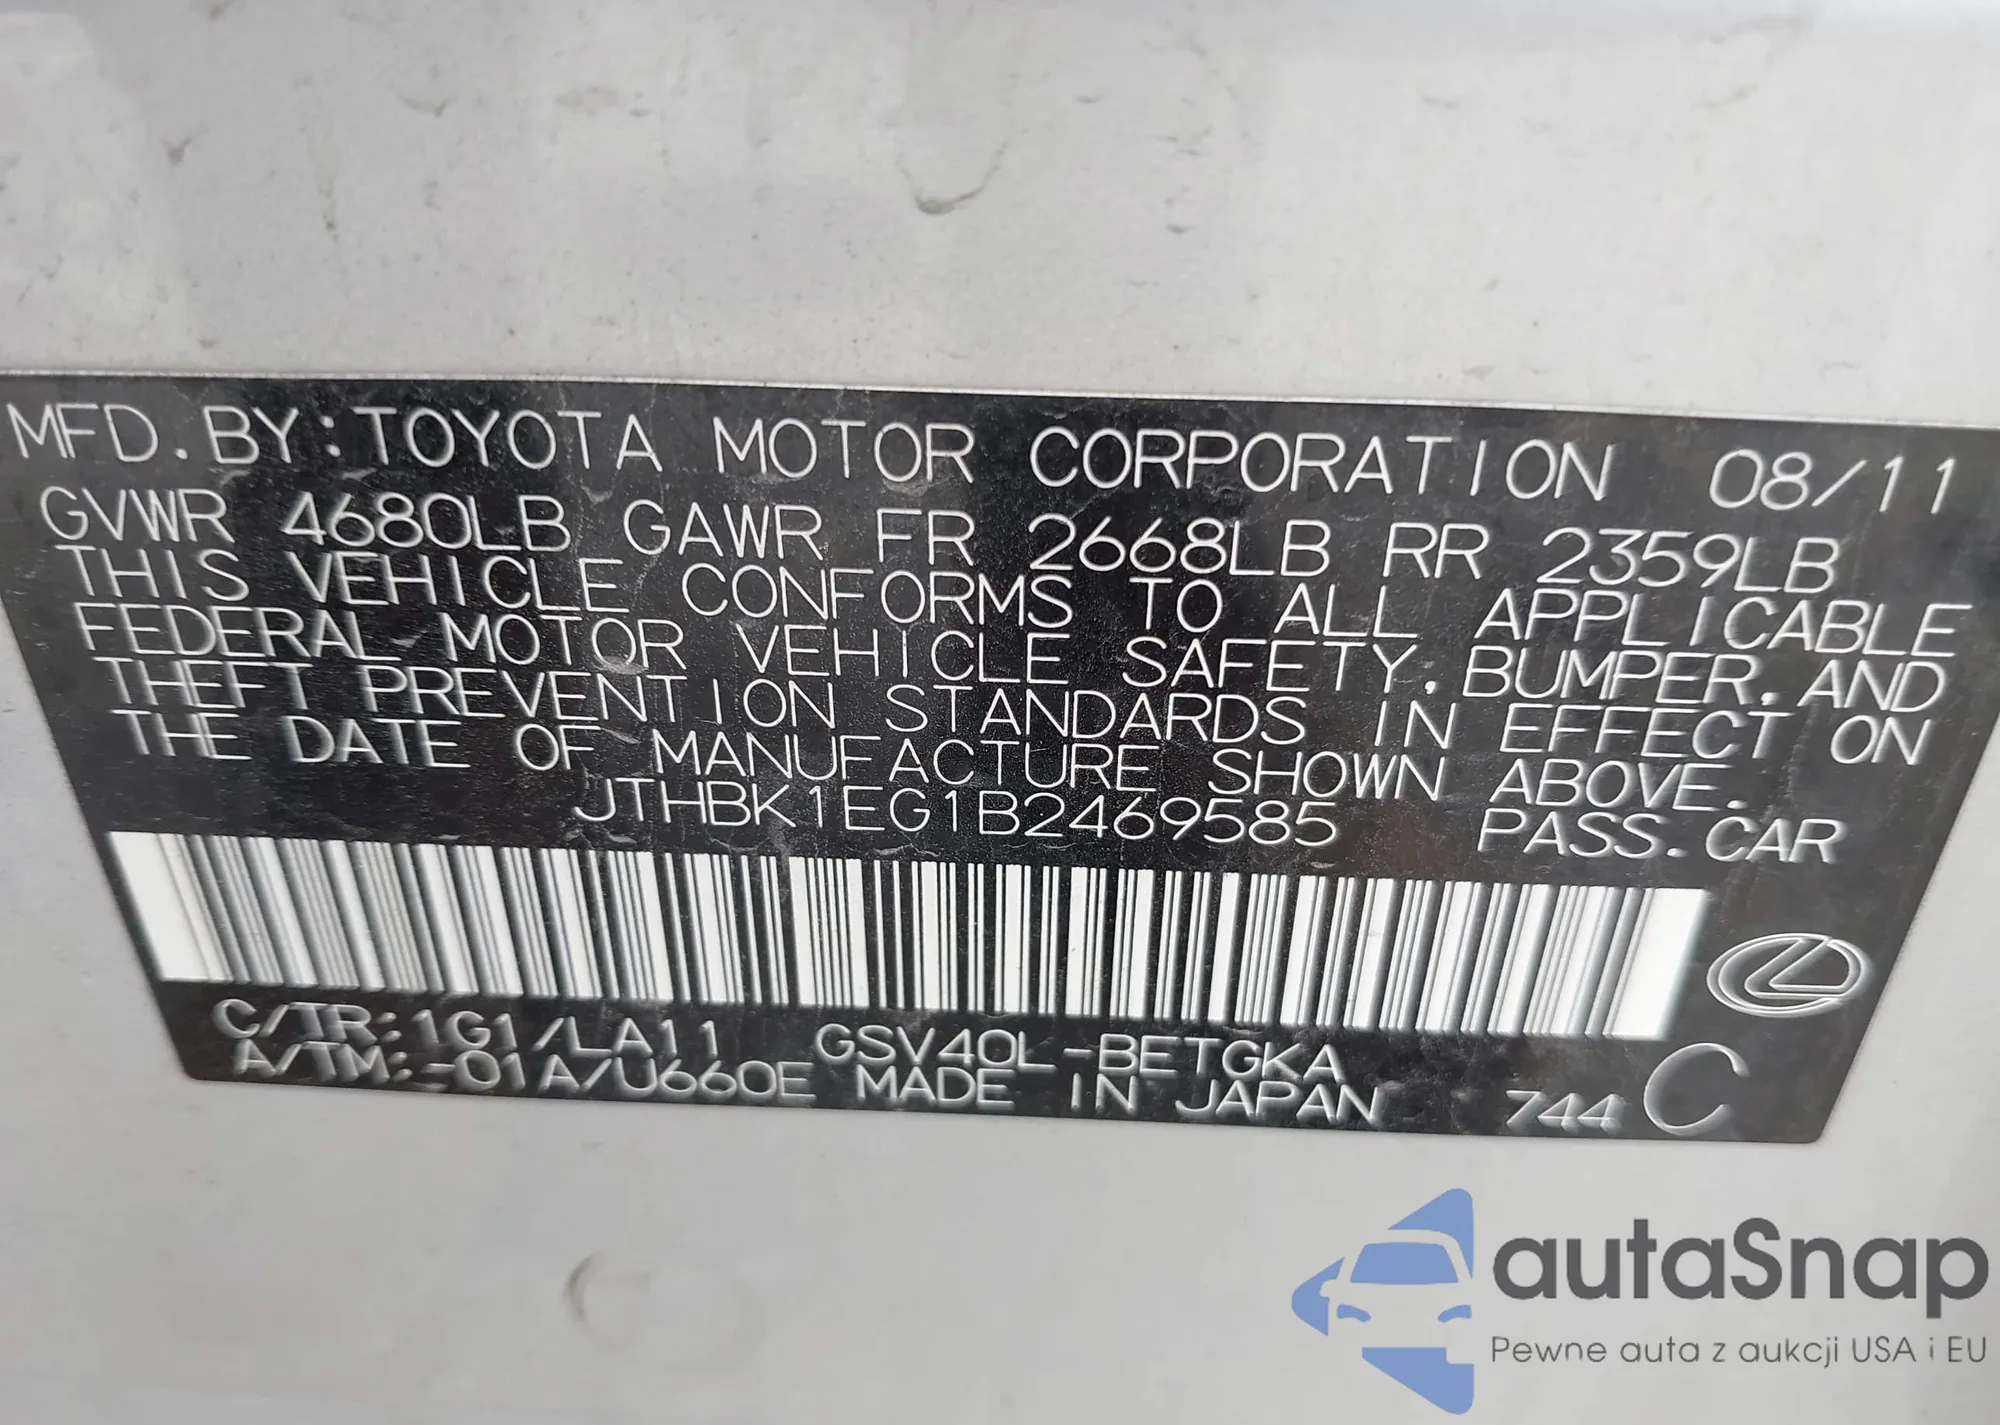 MFD. BY: TOYOTA MOTOR CORPORATION 08/11
GVWR 4680LB GAWR FR 2668LB RR 2359LB
THIS VEHICLE CONFORMS TO ALL APPLICABLE
FEDERAL MOTOR VEHICLE SAFETY, BUMPER, AND
THEFT PREVENTION STANDARDS IN EFFECT ON
THE DATE OF MANUFACTURE SHOWN ABOVE.
JTHBK1EG1B2469585 PASS. CAR
C/TR: 1G1/LA11 GSV40L-BETGKA
A/TM: -01A/U660E MADE IN JAPAN 744 C
autaSnap
Pewne auta z aukcji USA i EU